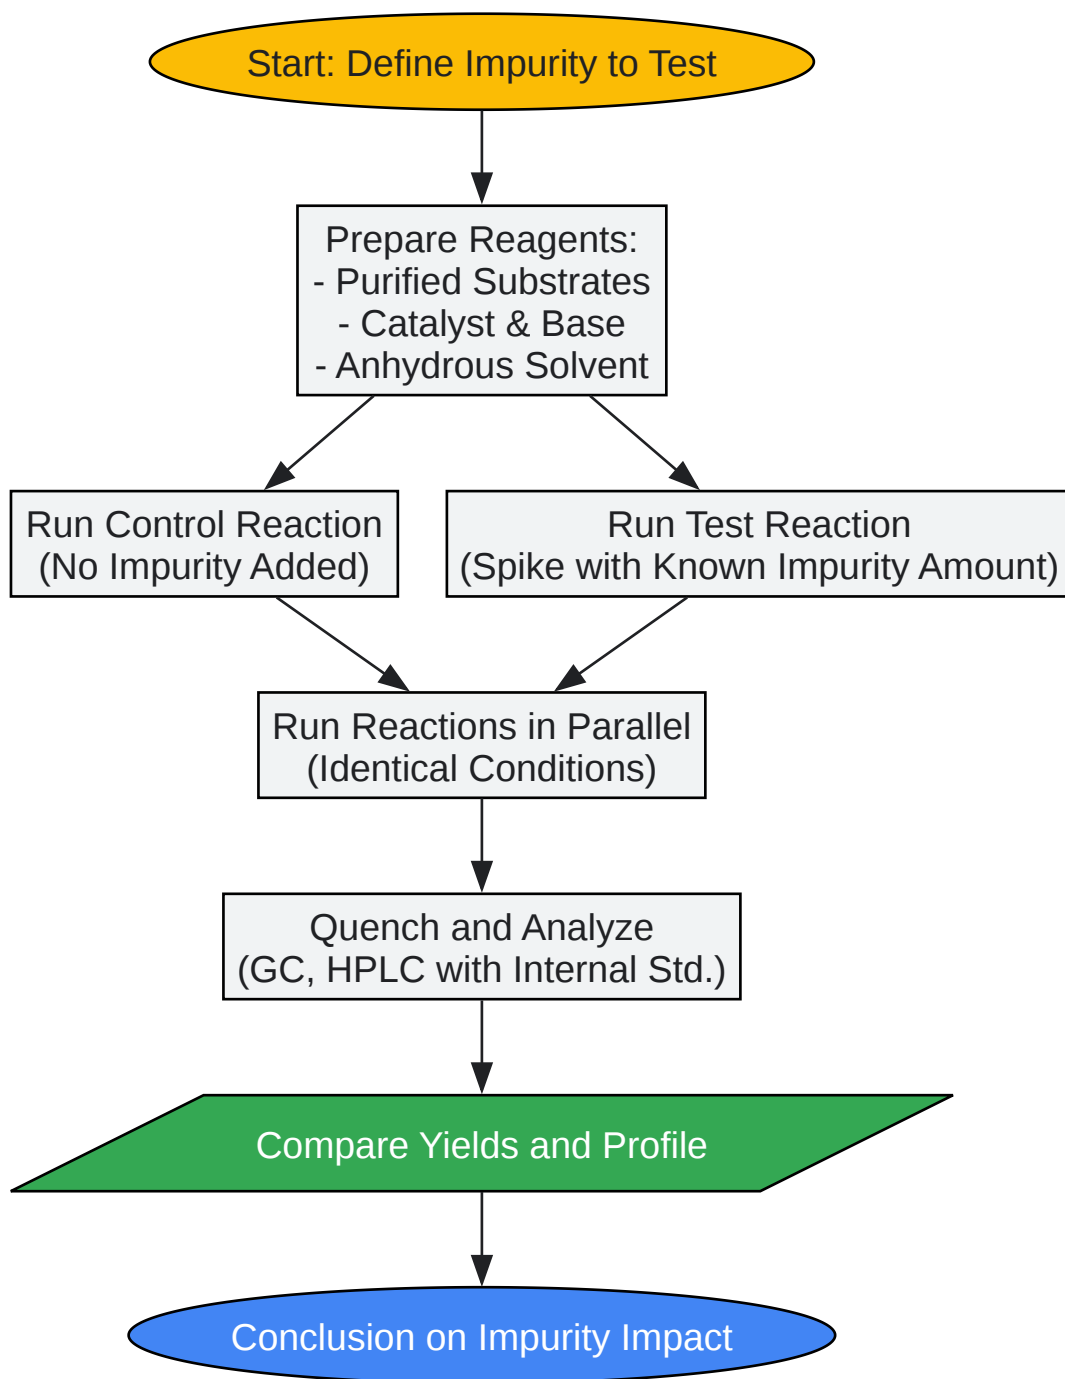 Start: Define Impurity to Test
Prepare Reagents:
- Purified Substrates
- Catalyst & Base
- Anhydrous Solvent
Run Control Reaction
(No Impurity Added)
Run Test Reaction
(Spike with Known Impurity Amount)
Run Reactions in Parallel
(Identical Conditions)
Quench and Analyze
(GC, HPLC with Internal Std.)
Compare Yields and Profile
Conclusion on Impurity Impact